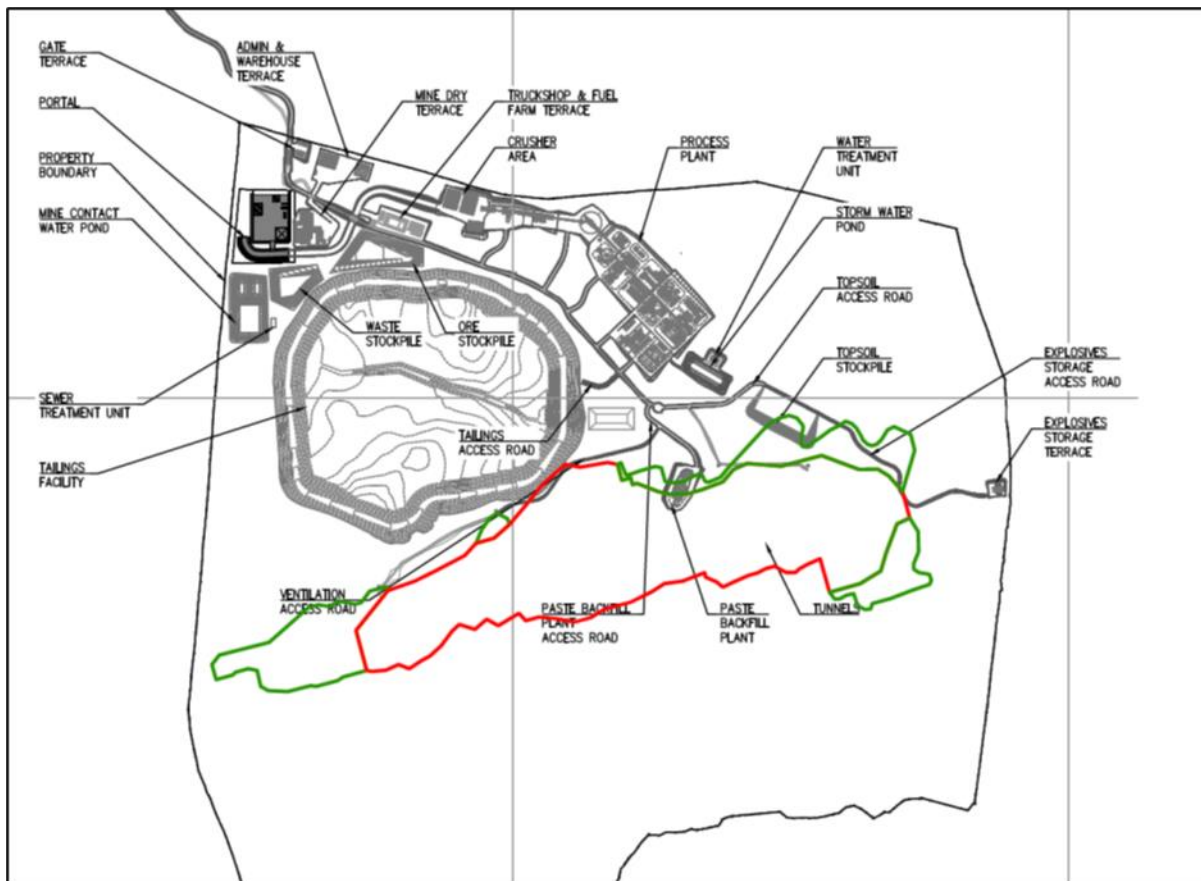 GATE
TERRACE
ADMIN &
WAREHOUSE
TERRACE
MINE DRY
TERRACE
TRUCKSHOP & FUEL
FARM TERRACE
CRUSHER
AREA
PROCESS
PLANT
WATER
TREATMENT
UNIT
PORTAL
PROPERTY
BOUNDARY
MINE CONTACT
WATER POND
STORM WATER
POND
TOPSOIL
ACCESS ROAD
WASTE
STOCKPILE
ORE
STOCKPILE
TOPSOIL
STOCKPILE
EXPLOSIVES
STORAGE
ACCESS ROAD
SEWER
TREATMENT UNIT
TAILINGS
ACCESS ROAD
EXPLOSIVES
STORAGE
TERRACE
TAILINGS
FACILITY
VENTILATION
ACCESS ROAD
PASTE BACKFILL
PLANT
ACCESS ROAD
PASTE
BACKFILL
PLANT
TUNNELS